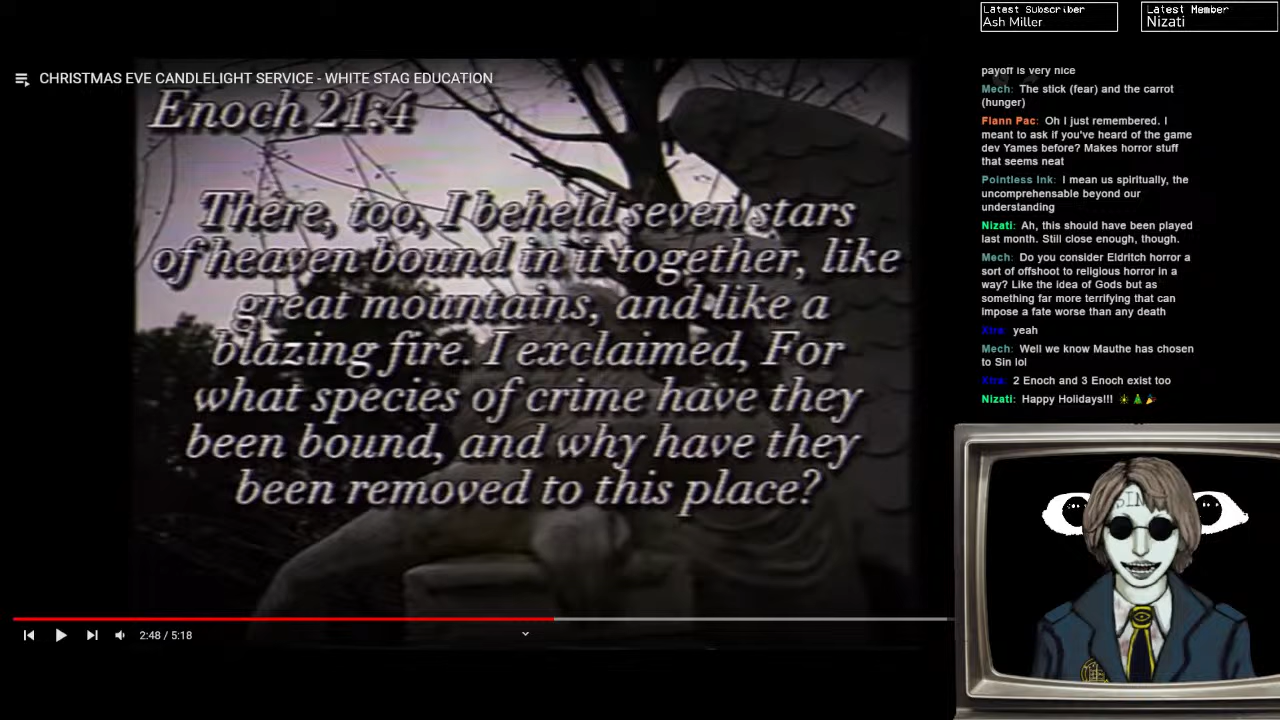 Latest Subscriber
Ash Miller
Latest Member
Nizati
CHRISTMAS EVE CANDLELIGHT SERVICE - WHITE STAG EDUCATION
Enoch 21:4
There, too, I beheld seven stars
of heaven bound in it together, like
great mountains, and like a
blazing fire. I exclaimed, For
what species of crime have they
been bound, and why have they
been removed to this place?
2:48 / 5:18
payoff is very nice
Mech: The stick (fear) and the carrot
(hunger)
Flann Pac: Oh I just remembered. I
meant to ask if you've heard of the game
dev Yames before? Makes horror stuff
that seems neat
Pointless Ink: I mean us spiritually, the
uncomprehensable beyond our
understanding
Nizati: Ah, this should have been played
last month. Still close enough, though.
Mech: Do you consider Eldritch horror a
sort of offshoot to religious horror in a
way? Like the idea of Gods but as
something far more terrifying that can
impose a fate worse than any death
Xtra: yeah
Mech: Well we know Mauthe has chosen
to Sin lol
Xtra: 2 Enoch and 3 Enoch exist too
Nizati: Happy Holidays!!! ☀️🎄🎉
SIN